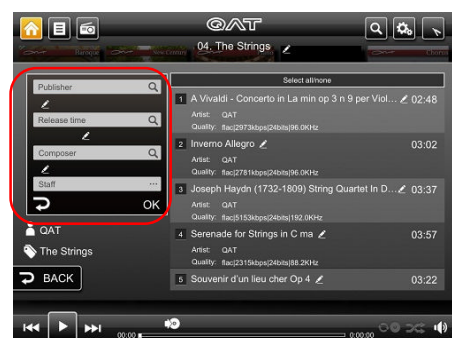 QAT
04. The Strings
Baroque
New Century
Chorus
Select all/none
Publisher
Release time
Composer
Staff ...
OK
QAT
The Strings
BACK
1 A Vivaldi - Concerto in La min op 3 n 9 per Viol... 02:48
Artist: QAT
Quality: flac|2973kbps|24bits|96.0KHz
2 Inverno Allegro 03:02
Artist: QAT
Quality: flac|2781kbps|24bits|96.0KHz
3 Joseph Haydn (1732-1809) String Quartet In D... 03:37
Artist: QAT
Quality: flac|5153kbps|24bits|192.0KHz
4 Serenade for Strings in C ma 03:57
Artist: QAT
Quality: flac|2315kbps|24bits|88.2KHz
5 Souvenir d'un lieu cher Op 4 03:22
00:00
0:00:00